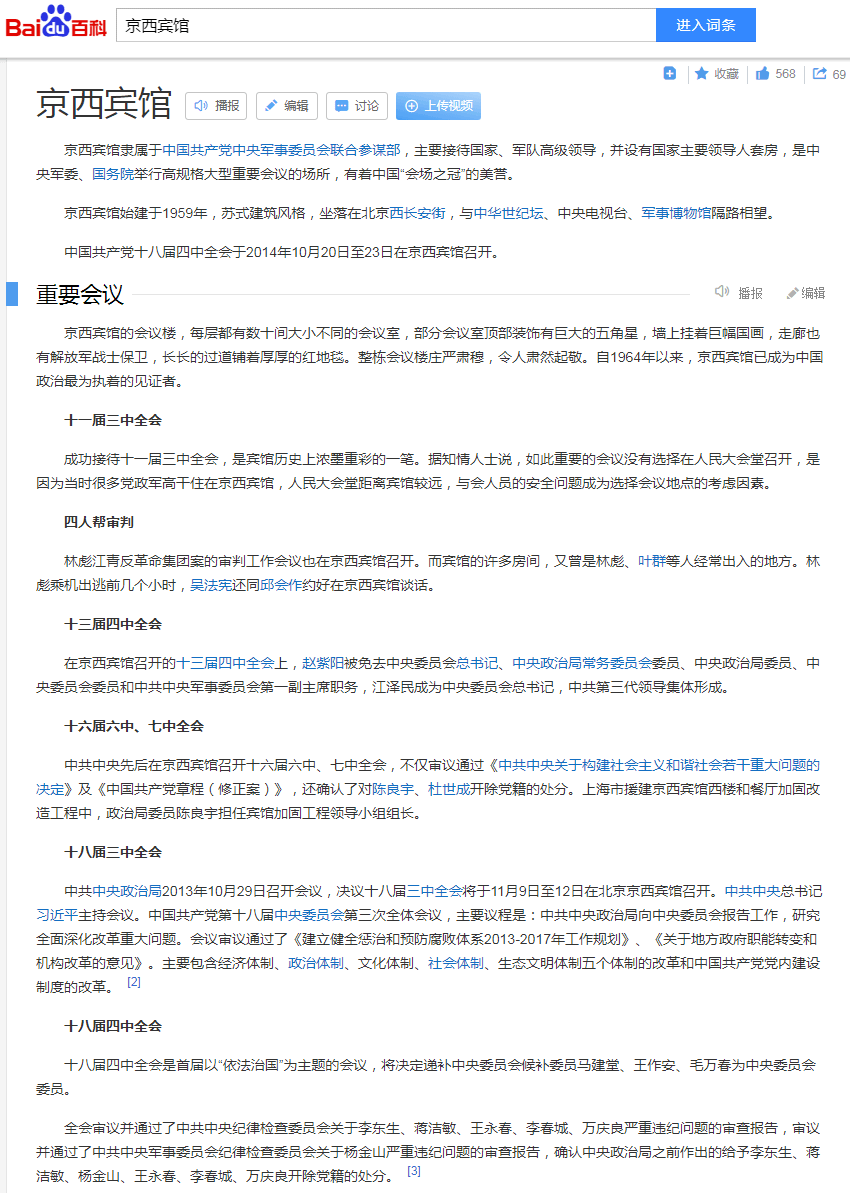 Bai du 百科
京西宾馆
进入词条
收藏
568
69
京西宾馆
播报
编辑
讨论
上传视频
京西宾馆隶属于中国共产党中央军事委员会联合参谋部，主要接待国家、军队高级领导，并设有国家主要领导人套房，是中
央军委、国务院举行高规格大型重要会议的场所，有着中国“会场之冠”的美誉。
京西宾馆始建于1959年，苏式建筑风格，坐落在北京西长安街，与中华世纪坛、中央电视台、军事博物馆隔路相望。
中国共产党十八届四中全会于2014年10月20日至23日在京西宾馆召开。
重要会议
播报
编辑
京西宾馆的会议楼，每层都有数十间大小不同的会议室，部分会议室顶部装饰有巨大的五角星，墙上挂着巨幅国画，走廊也
有解放军战士保卫，长长的过道铺着厚厚的红地毯。整栋会议楼庄严肃穆，令人肃然起敬。自1964年以来，京西宾馆已成为中国
政治最为执着的见证者。
十一届三中全会
成功接待十一届三中全会，是宾馆历史上浓墨重彩的一笔。据知情人士说，如此重要的会议没有选择在人民大会堂召开，是
因为当时很多党政军高干住在京西宾馆，人民大会堂距离宾馆较远，与会人员的安全问题成为选择会议地点的考虑因素。
四人帮审判
林彪江青反革命集团案的审判工作会议也在京西宾馆召开。而宾馆的许多房间，又曾是林彪、叶群等人经常出入的地方。林
彪乘机出逃前几个小时，吴法宪还同邱会作约好在京西宾馆谈话。
十三届四中全会
在京西宾馆召开的十三届四中全会上，赵紫阳被免去中央委员会总书记、中央政治局常务委员会委员、中央政治局委员、中
央委员会委员和中共中央军事委员会第一副主席职务，江泽民成为中央委员会总书记，中共第三代领导集体形成。
十六届六中、七中全会
中共中央先后在京西宾馆召开十六届六中、七中全会，不仅审议通过《中共中央关于构建社会主义和谐社会若干重大问题的
决定》及《中国共产党章程（修正案）》，还确认了对陈良宇、杜世成开除党籍的处分。上海市援建京西宾馆西楼和餐厅加固改
造工程中，政治局委员陈良宇担任宾馆加固工程领导小组组长。
十八届三中全会
中共中央政治局2013年10月29日召开会议，决议十八届三中全会将于11月9日至12日在北京京西宾馆召开。中共中央总书记
习近平主持会议。中国共产党第十八届中央委员会第三次全体会议，主要议程是：中共中央政治局向中央委员会报告工作，研究
全面深化改革重大问题。会议审议通过了《建立健全惩治和预防腐败体系2013-2017年工作规划》、《关于地方政府职能转变和
机构改革的意见》。主要包含经济体制、政治体制、文化体制、社会体制、生态文明体制五个体制的改革和中国共产党党内建设
制度的改革。 [2]
十八届四中全会
十八届四中全会是首届以“依法治国”为主题的会议，将决定递补中央委员会候补委员马建堂、王作安、毛万春为中央委员会
委员。
全会审议并通过了中共中央纪律检查委员会关于李东生、蒋洁敏、王永春、李春城、万庆良严重违纪问题的审查报告，审议
并通过了中共中央军事委员会纪律检查委员会关于杨金山严重违纪问题的审查报告，确认中央政治局之前作出的给予李东生、蒋
洁敏、杨金山、王永春、李春城、万庆良开除党籍的处分。 [3]